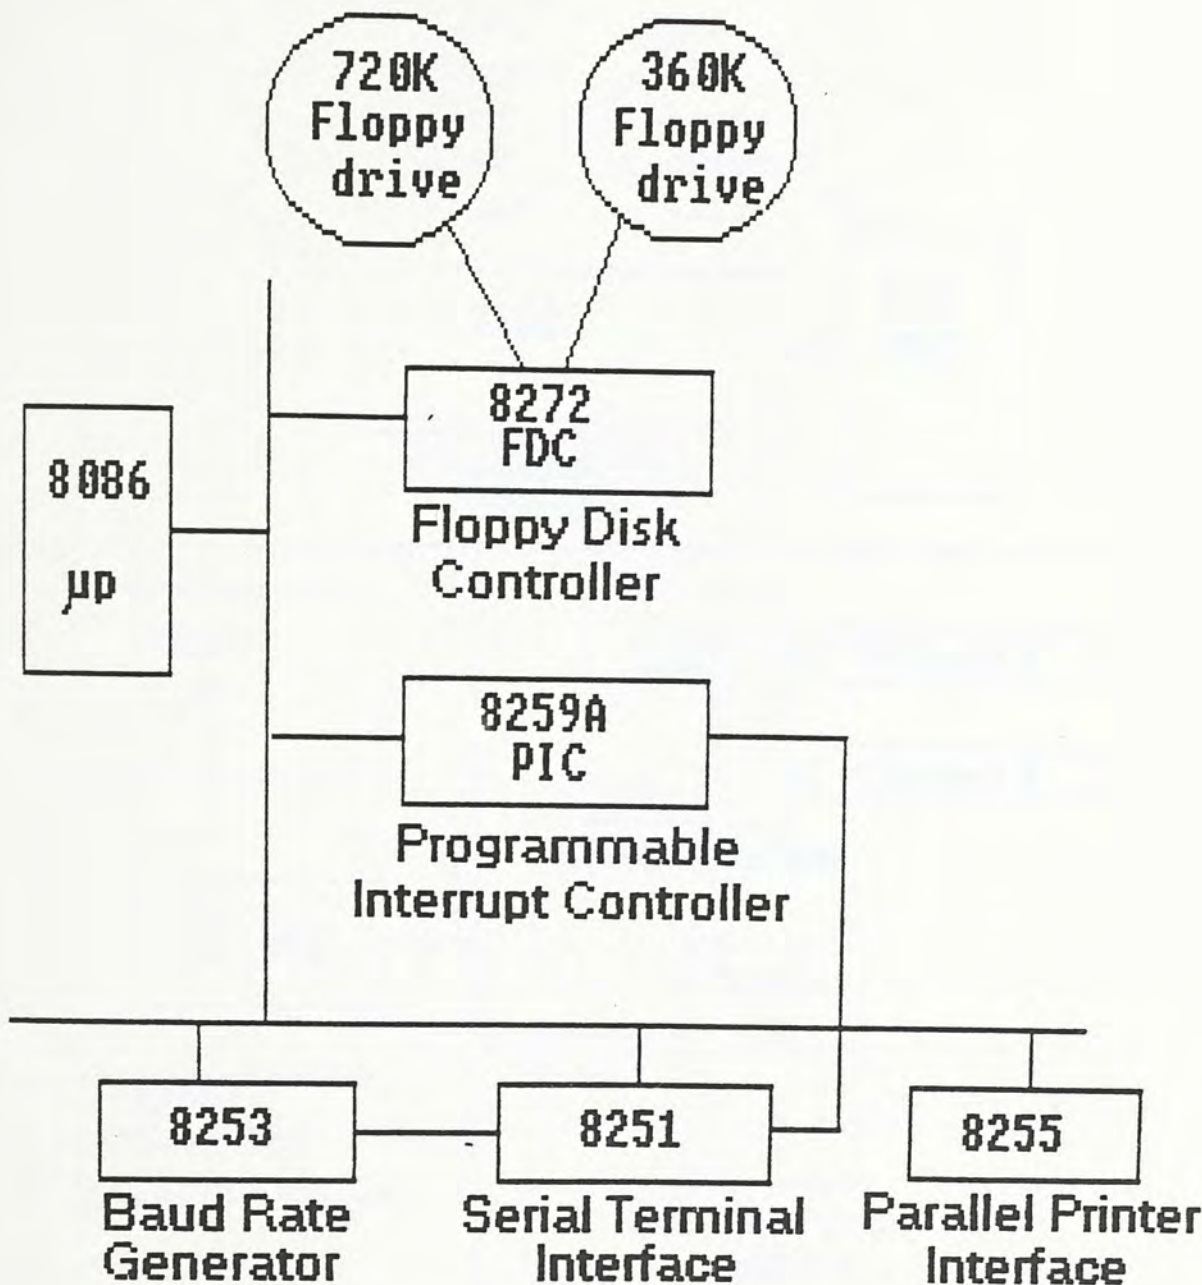 720K
Floppy
drive
360K
Floppy
drive
8272
FDC
Floppy Disk
Controller
8086
µp
8259A
PIC
Programmable
Interrupt Controller
8253
Baud Rate
Generator
8251
Serial Terminal
Interface
8255
Parallel Printer
Interface